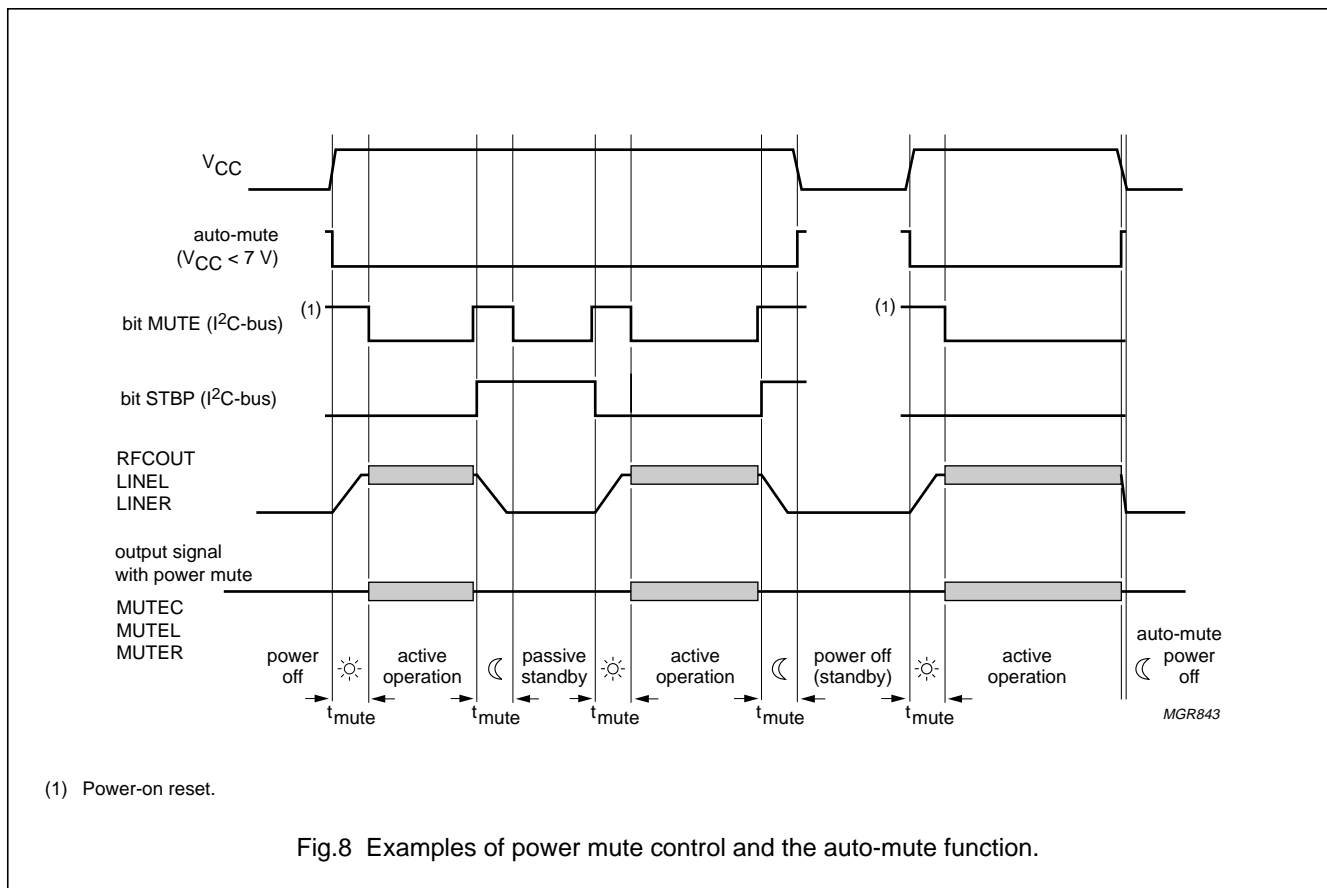 VCC
auto-mute
(VCC < 7 V)
(1)
(1)
bit MUTE (I2C-bus)
bit STBP (I2C-bus)
RFCOUT
LINEL
LINER
output signal
with power mute
MUTEC
MUTEL
MUTER
power
off
active
operation
passive
standby
active
operation
power off
(standby)
active
operation
auto-mute
power
off
tmute
tmute
tmute
tmute
tmute
MGR843
(1) Power-on reset.
Fig.8 Examples of power mute control and the auto-mute function.